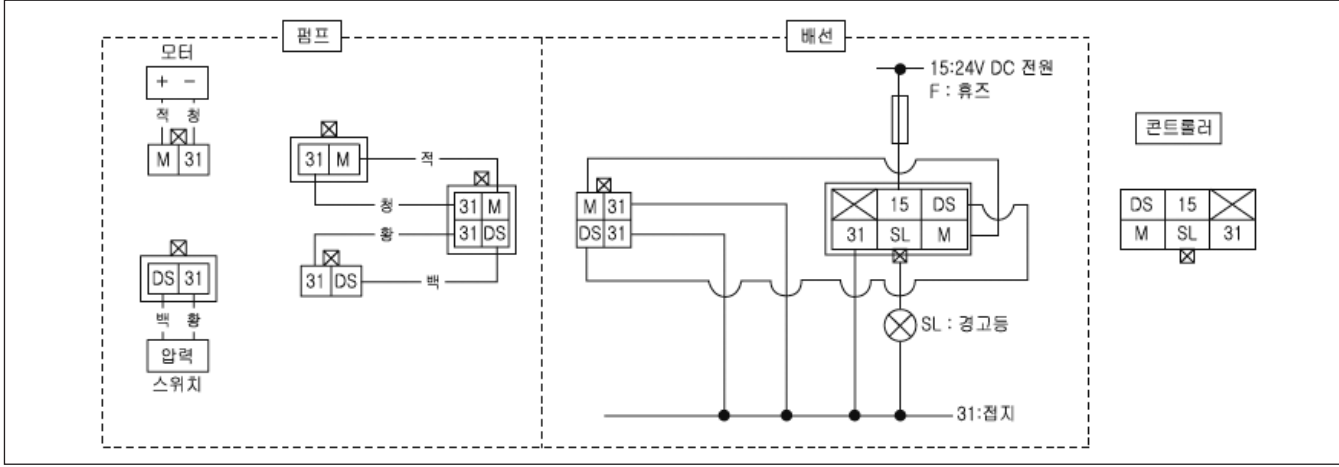 펌프
배선
모터
+ −
적 청
M 31
31 M
적
청
황
31 M
31 DS
31 DS
백
DS 31
백 황
압력
스위치
15:24V DC 전원
F : 휴즈
M 31
DS 31
15 DS
31 SL M
SL : 경고등
31:접지
콘트롤러
DS 15
M SL 31